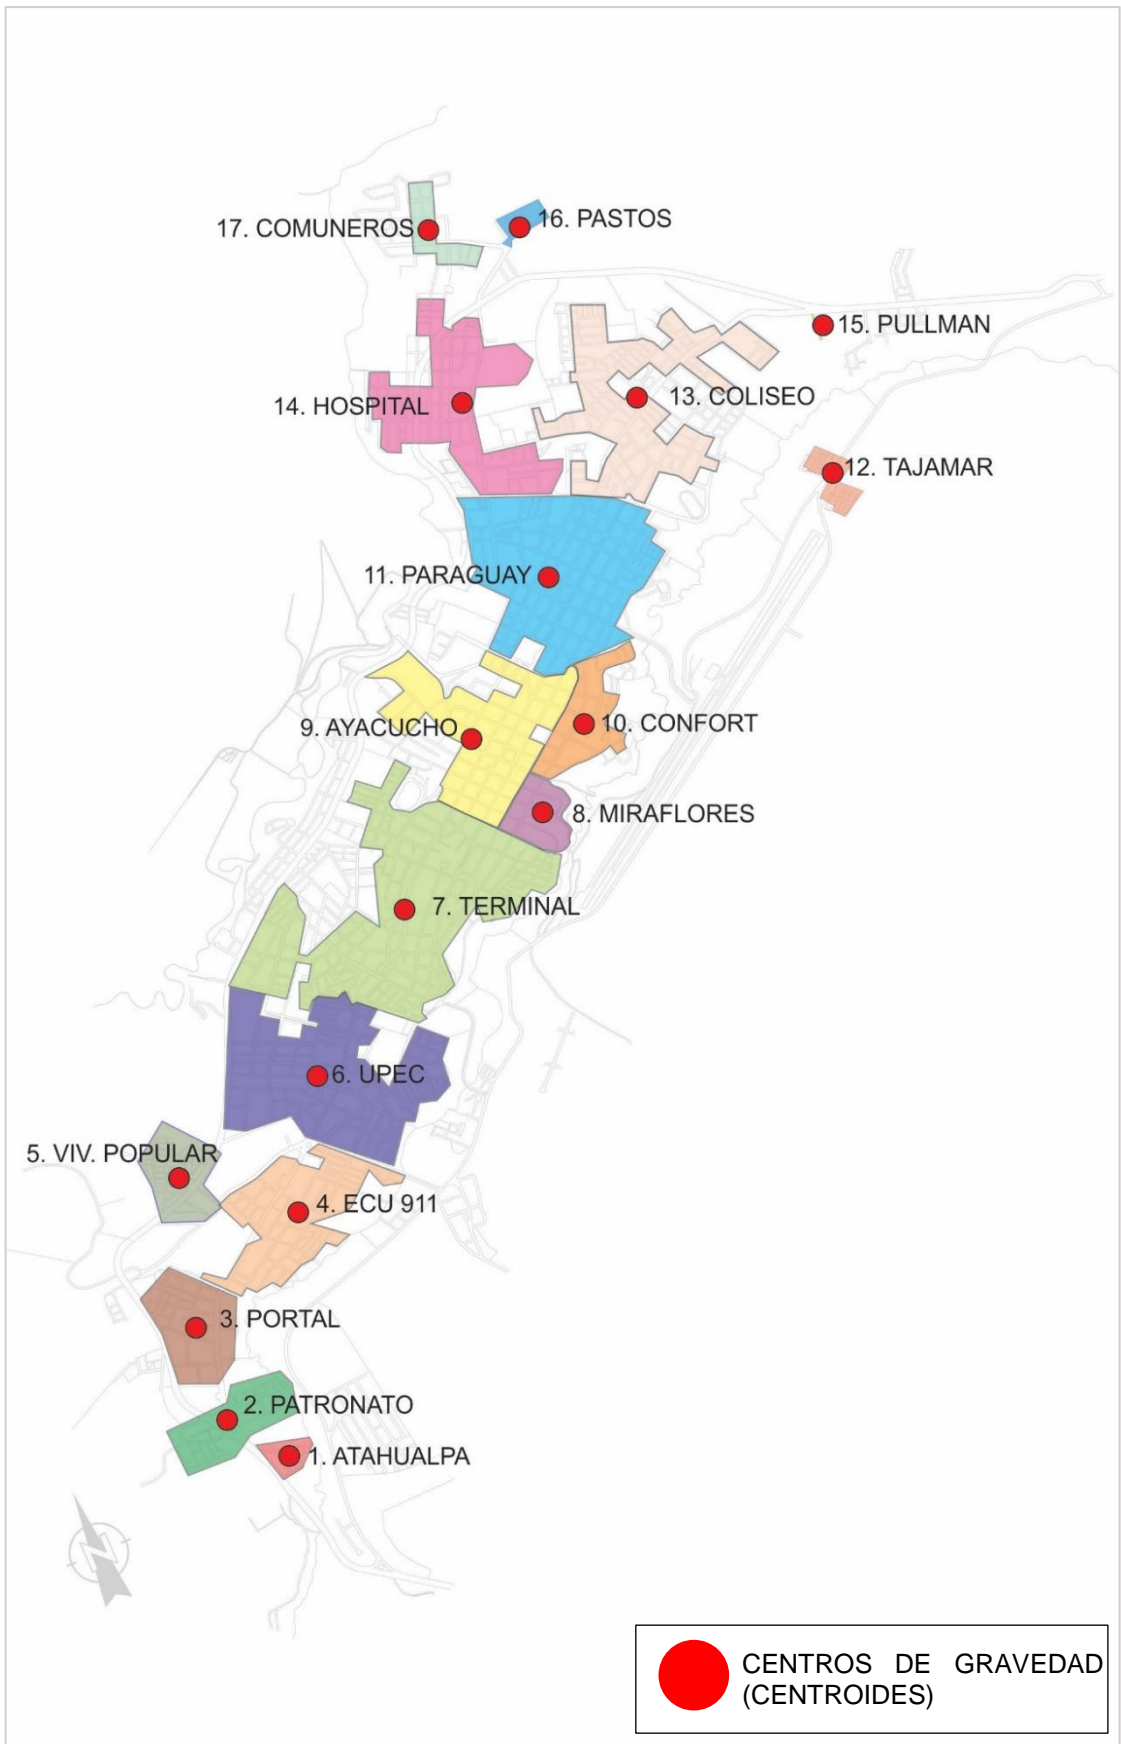 17. COMUNEROS
16. PASTOS
15. PULLMAN
14. HOSPITAL
13. COLISEO
12. TAJAMAR
11. PARAGUAY
10. CONFORT
9. AYACUCHO
8. MIRAFLORES
7. TERMINAL
6. UPEC
5. VIV. POPULAR
4. ECU 911
3. PORTAL
2. PATRONATO
1. ATAHUALPA
N
CENTROS DE GRAVEDAD
(CENTROIDES)